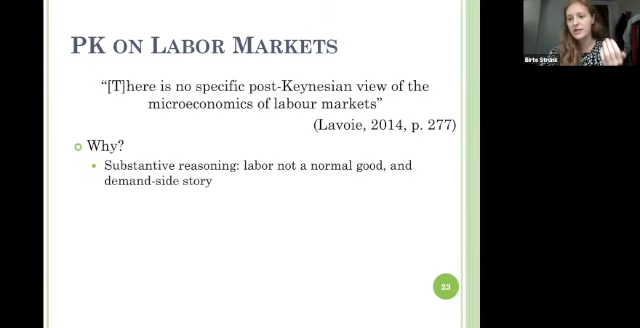 PK ON LABOR MARKETS
"[T]here is no specific post-Keynesian view of the
microeconomics of labour markets"
(Lavoie, 2014, p. 277)
Why?
Substantive reasoning: labor not a normal good, and
demand-side story
23
Birte Strunk